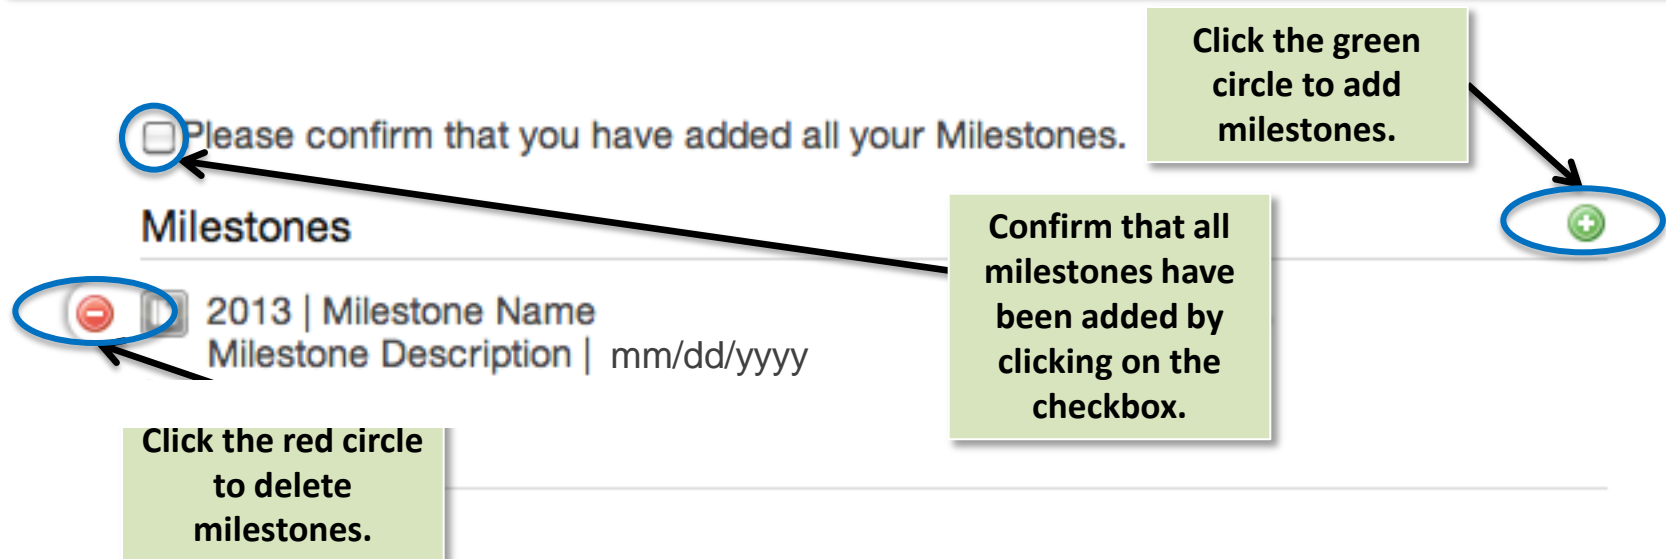 Click the green
circle to add
milestones.
Please confirm that you have added all your Milestones.
Milestones
Confirm that all
milestones have
been added by
clicking on the
checkbox.
2013 | Milestone Name
Milestone Description | mm/dd/yyyy
Click the red circle
to delete
milestones.